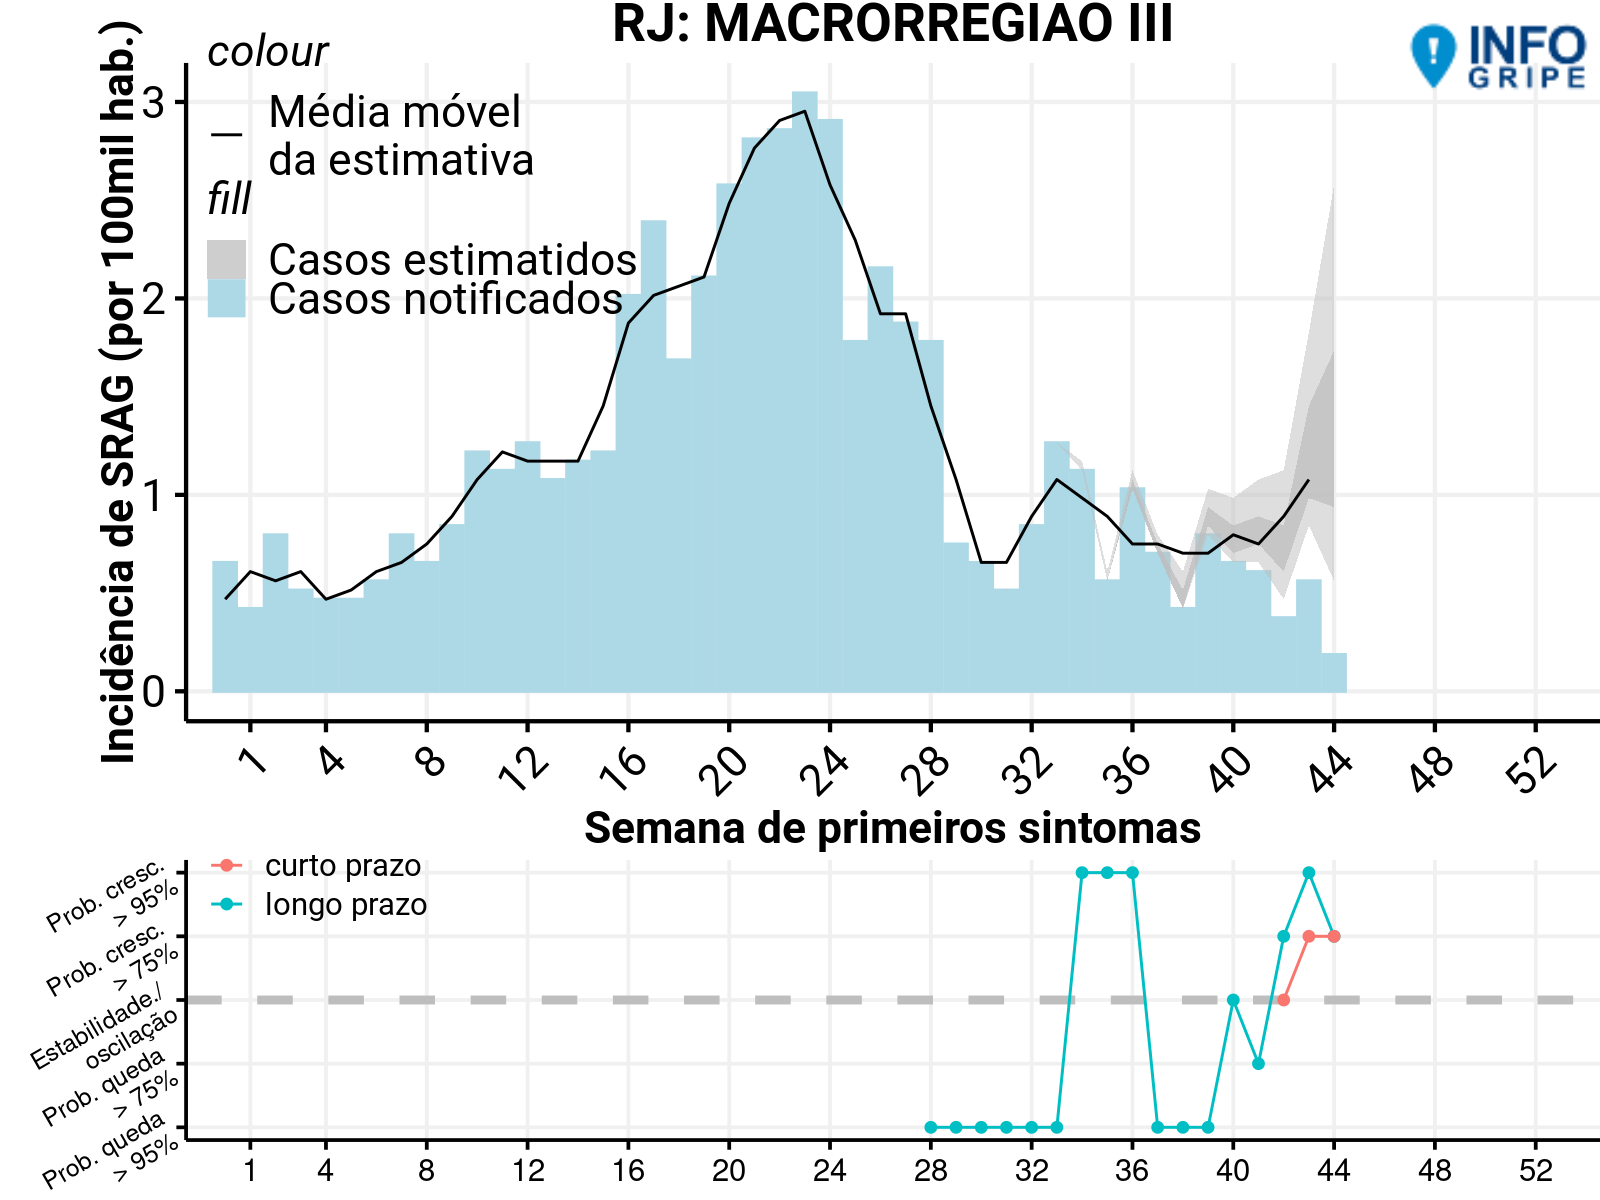 RJ: MACRORREGIAO III
INFO
GRIPE
Incidência de SRAG (por 100mil hab.)
colour
Média móvel
da estimativa
fill
Casos estimatidos
Casos notificados
3
2
1
0
1 4 8 12 16 20 24 28 32 36 40 44 48 52
Semana de primeiros sintomas
curto prazo
longo prazo
Prob. cresc.
> 95%
Prob. cresc.
> 75%
Estabilidade./
oscilação
Prob. queda
> 75%
Prob. queda
> 95%
1 4 8 12 16 20 24 28 32 36 40 44 48 52